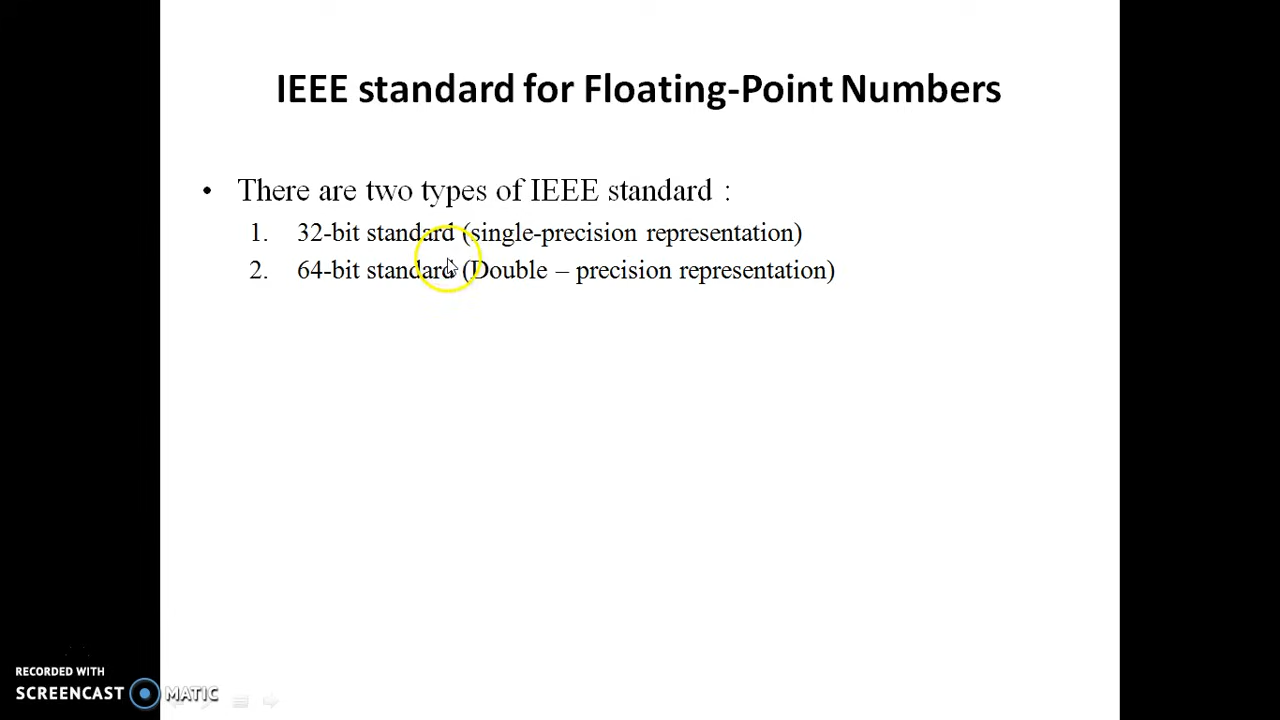 IEEE standard for Floating-Point Numbers
• There are two types of IEEE standard :
1. 32-bit standard (single-precision representation)
2. 64-bit standard (Double – precision representation)
RECORDED WITH
SCREENCAST MATIC